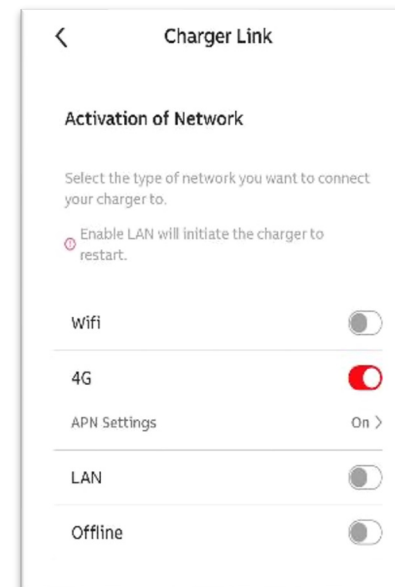 Charger Link
Activation of Network
Select the type of network you want to connect
your charger to.
Enable LAN will initiate the charger to
restart.
Wifi
4G
APN Settings On >
LAN
Offline